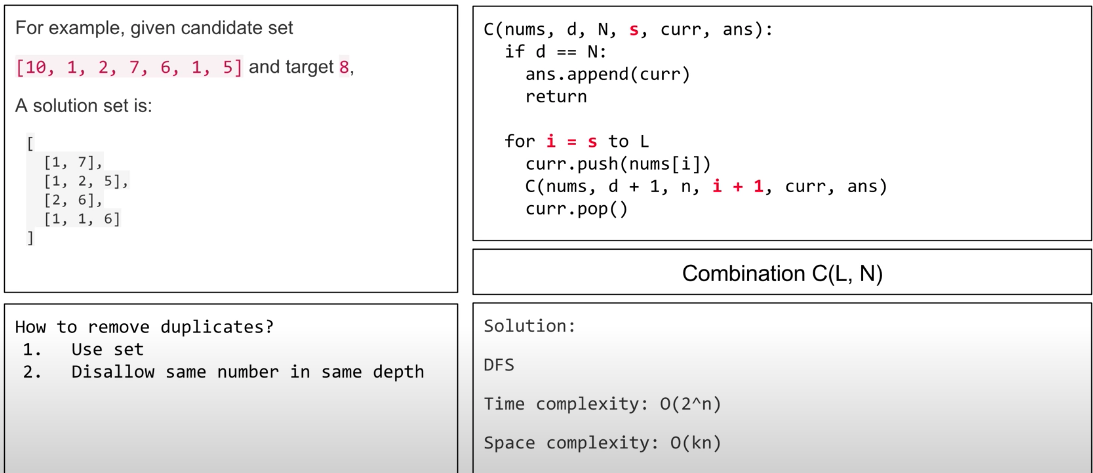 For example, given candidate set
[10, 1, 2, 7, 6, 1, 5] and target 8,
A solution set is:
[
[1, 7],
[1, 2, 5],
[2, 6],
[1, 1, 6]
]
How to remove duplicates?
1. Use set
2. Disallow same number in same depth
C(nums, d, N, s, curr, ans):
if d == N:
ans.append(curr)
return
for i = s to L
curr.push(nums[i])
C(nums, d + 1, n, i + 1, curr, ans)
curr.pop()
Combination C(L, N)
Solution:
DFS
Time complexity: O(2^n)
Space complexity: O(kn)